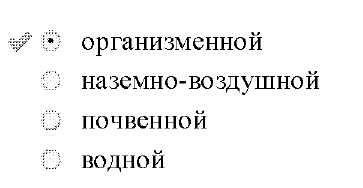 организменной
наземно-воздушной
почвенной
водной